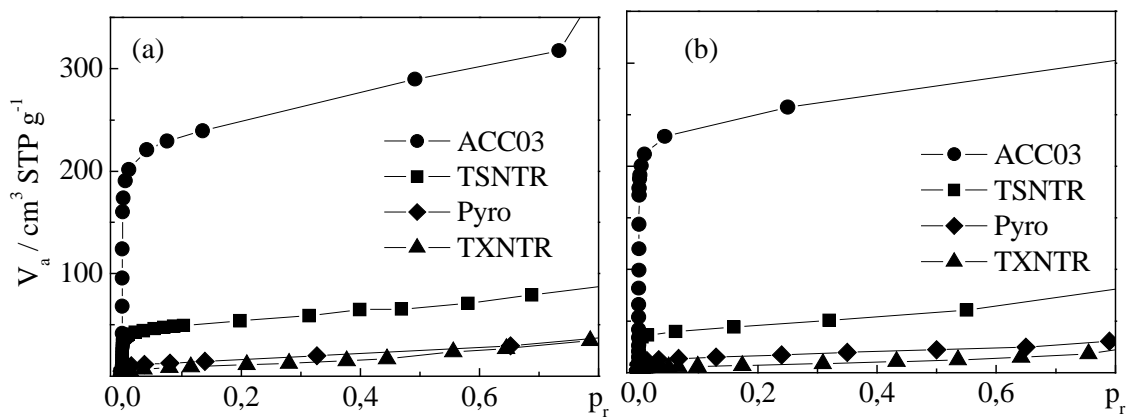 (a)
300
200
100
V_a / cm^3 STP g^-1
ACC03
TSNTR
Pyro
TXNTR
0,0 0,2 0,4 0,6 p_r
(b)
ACC03
TSNTR
Pyro
TXNTR
0,0 0,2 0,4 0,6 p_r